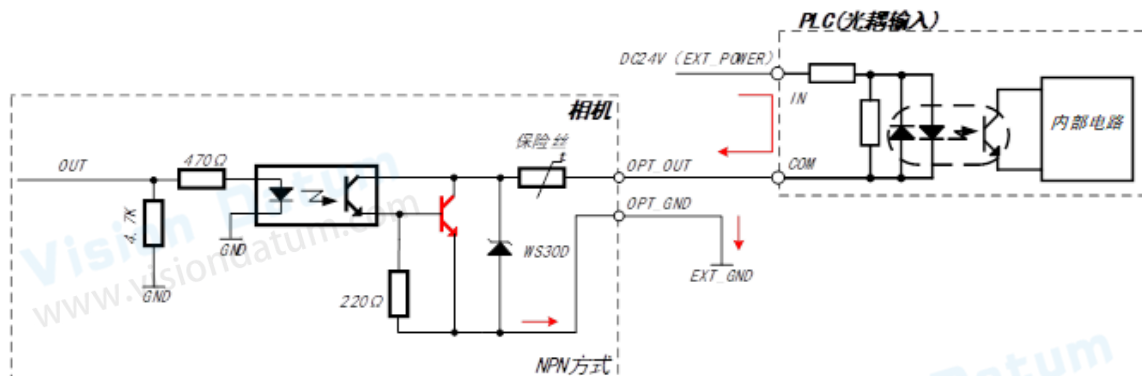 PLC(光耦输入)
DC24V (EXT_POWER)
IN
相机
保险丝
内部电路
OUT
470Ω
OPT_OUT
COM
4.7K
GND
OPT_GND
Vision Datum
www.visiondatum.com
GND
WS30D
EXT_GND
220Ω
NPN方式
Datum